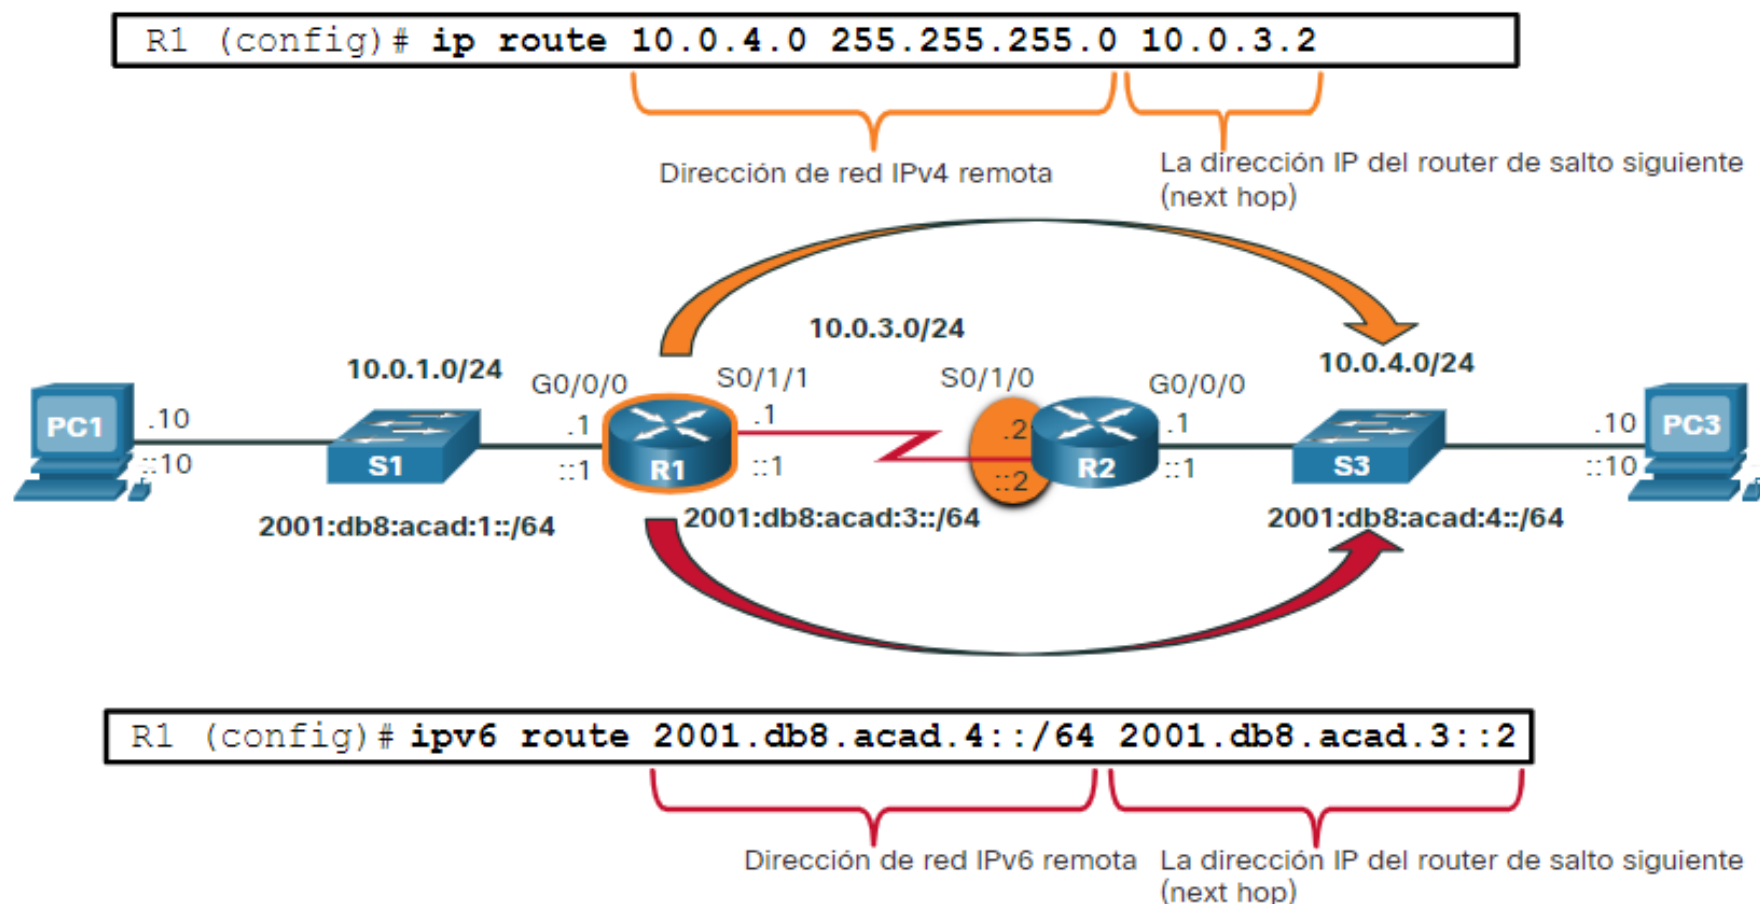 R1 (config)# ip route 10.0.4.0 255.255.255.0 10.0.3.2
Dirección de red IPv4 remota
La dirección IP del router de salto siguiente
(next hop)
10.0.3.0/24
10.0.1.0/24
10.0.4.0/24
G0/0/0
S0/1/1
S0/1/0
G0/0/0
PC1
.10
::10
S1
.1
::1
R1
.1
::1
.2
::2
R2
.1
::1
S3
.10
::10
PC3
2001:db8:acad:1::/64
2001:db8:acad:3::/64
2001:db8:acad:4::/64
R1 (config)# ipv6 route 2001.db8.acad.4::/64 2001.db8.acad.3::2
Dirección de red IPv6 remota
La dirección IP del router de salto siguiente
(next hop)